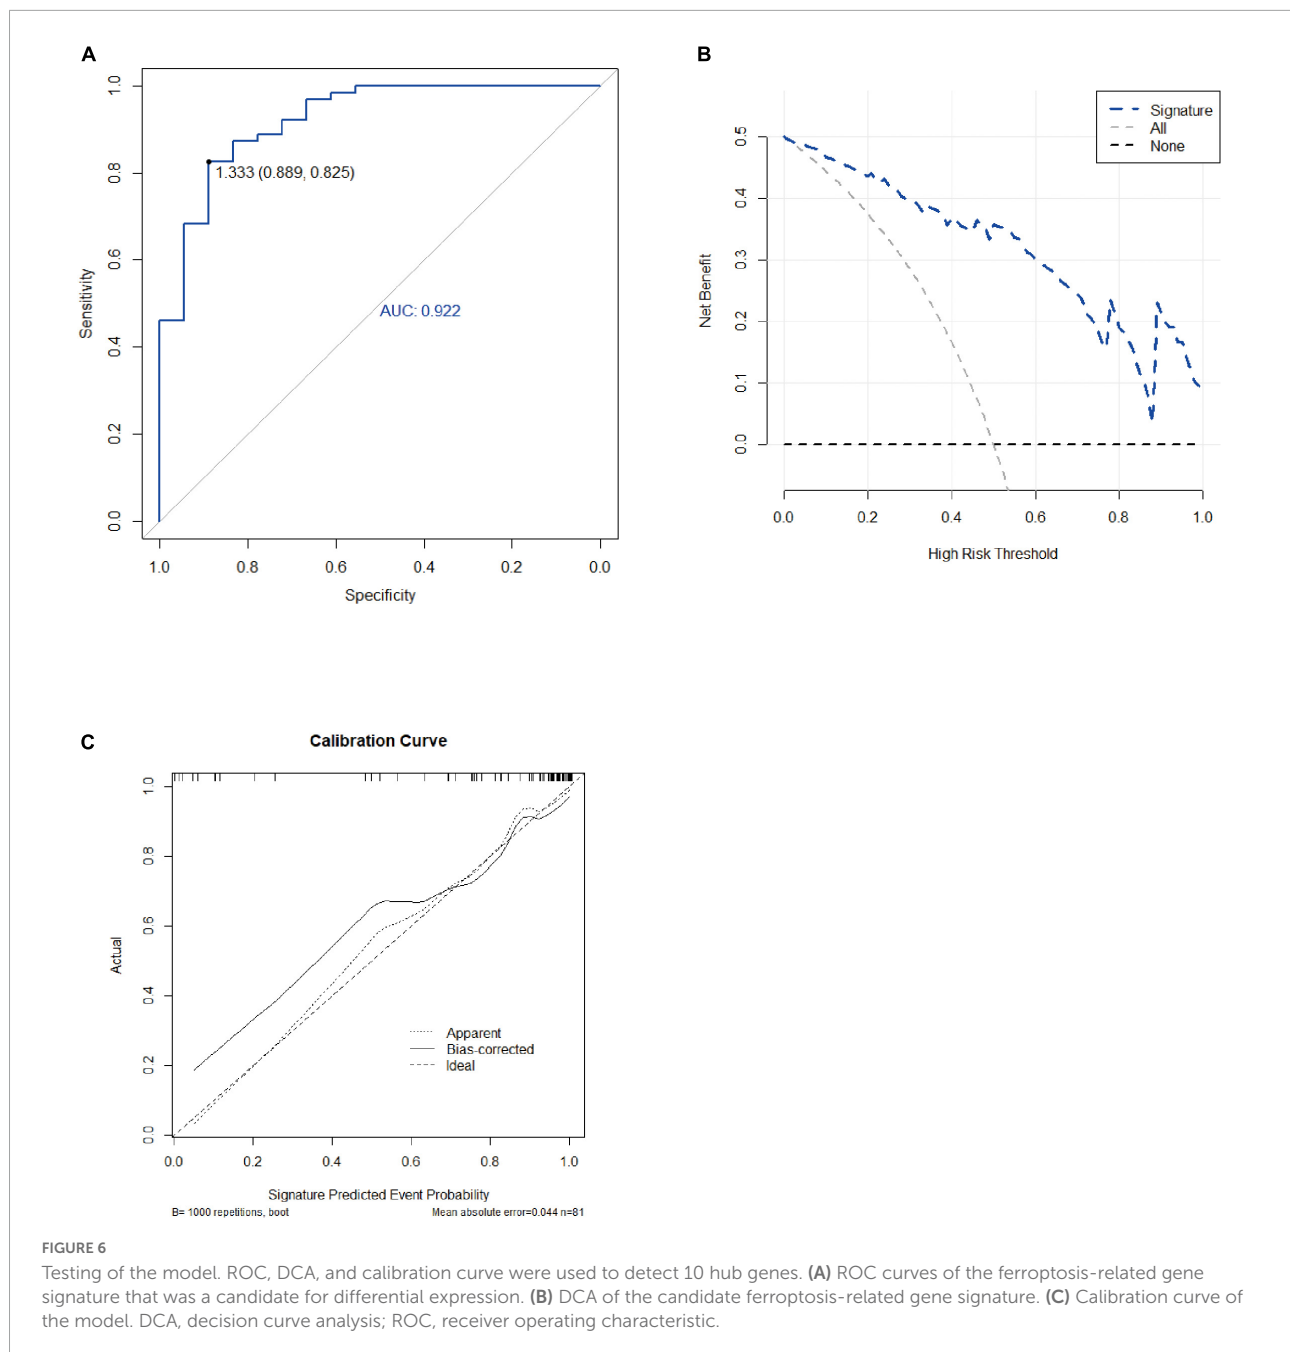 A
1.0
0.8
0.6
0.4
0.2
0.0
Sensitivity
1.333 (0.889, 0.825)
AUC: 0.922
1.0 0.8 0.6 0.4 0.2 0.0
Specificity
B
Signature
All
None
0.5
0.4
0.3
0.2
0.1
0.0
Net Benefit
0.0 0.2 0.4 0.6 0.8 1.0
High Risk Threshold
C
Calibration Curve
1.0
0.8
0.6
0.4
0.2
0.0
Actual
Apparent
Bias-corrected
Ideal
0.0 0.2 0.4 0.6 0.8 1.0
Signature Predicted Event Probability
B= 1000 repetitions, boot
Mean absolute error=0.044 n=81
FIGURE 6
Testing of the model. ROC, DCA, and calibration curve were used to detect 10 hub genes. (A) ROC curves of the ferroptosis-related gene
signature that was a candidate for differential expression. (B) DCA of the candidate ferroptosis-related gene signature. (C) Calibration curve of
the model. DCA, decision curve analysis; ROC, receiver operating characteristic.